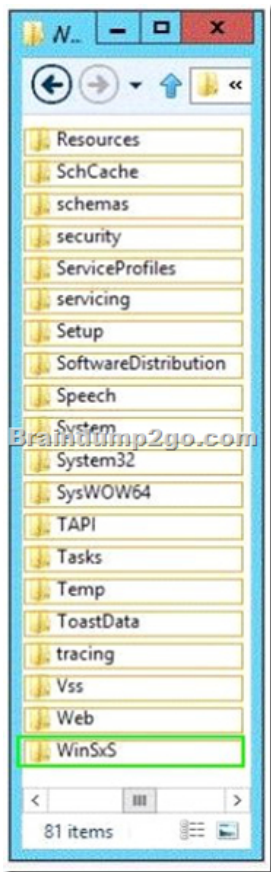 N...
«
Resources
SchCache
schemas
security
ServiceProfiles
servicing
Setup
SoftwareDistribution
Speech
System
Braindump2go.com
System32
SysWOW64
TAPI
Tasks
Temp
ToastData
tracing
Vss
Web
WinSxS
81 items